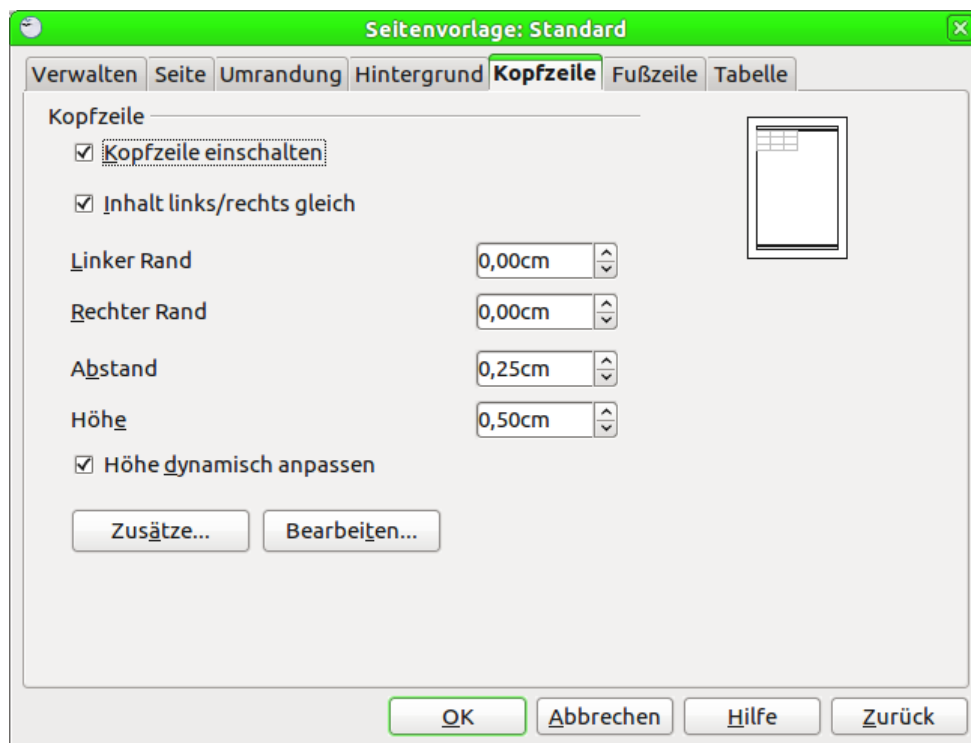 Seitenvorlage: Standard
Verwalten Seite Umrandung Hintergrund Kopfzeile Fußzeile Tabelle
Kopfzeile
Kopfzeile einschalten
Inhalt links/rechts gleich
Linker Rand 0,00cm
Rechter Rand 0,00cm
Abstand 0,25cm
Höhe 0,50cm
Höhe dynamisch anpassen
Zusätze... Bearbeiten...
OK Abbrechen Hilfe Zurück